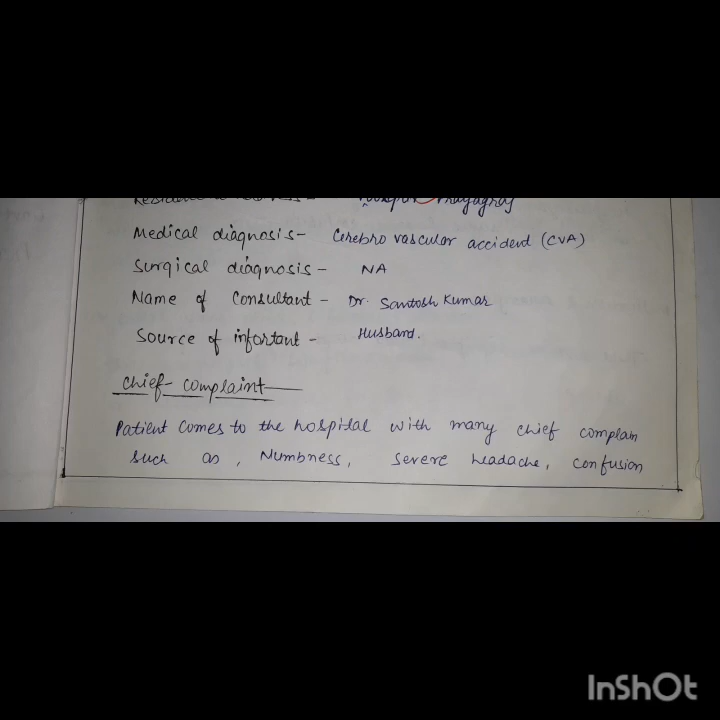 Prayagraj
Medical diagnosis- Cerebro vascular accident (CVA)
Surgical diagnosis - NA
Name of Consultant - Dr. Santosh Kumar
Source of infortant - Husband.
Chief-complaint
Patient Comes to the hospital with many chief complain
such as, Numbness, severe headache, confusion
InShOt